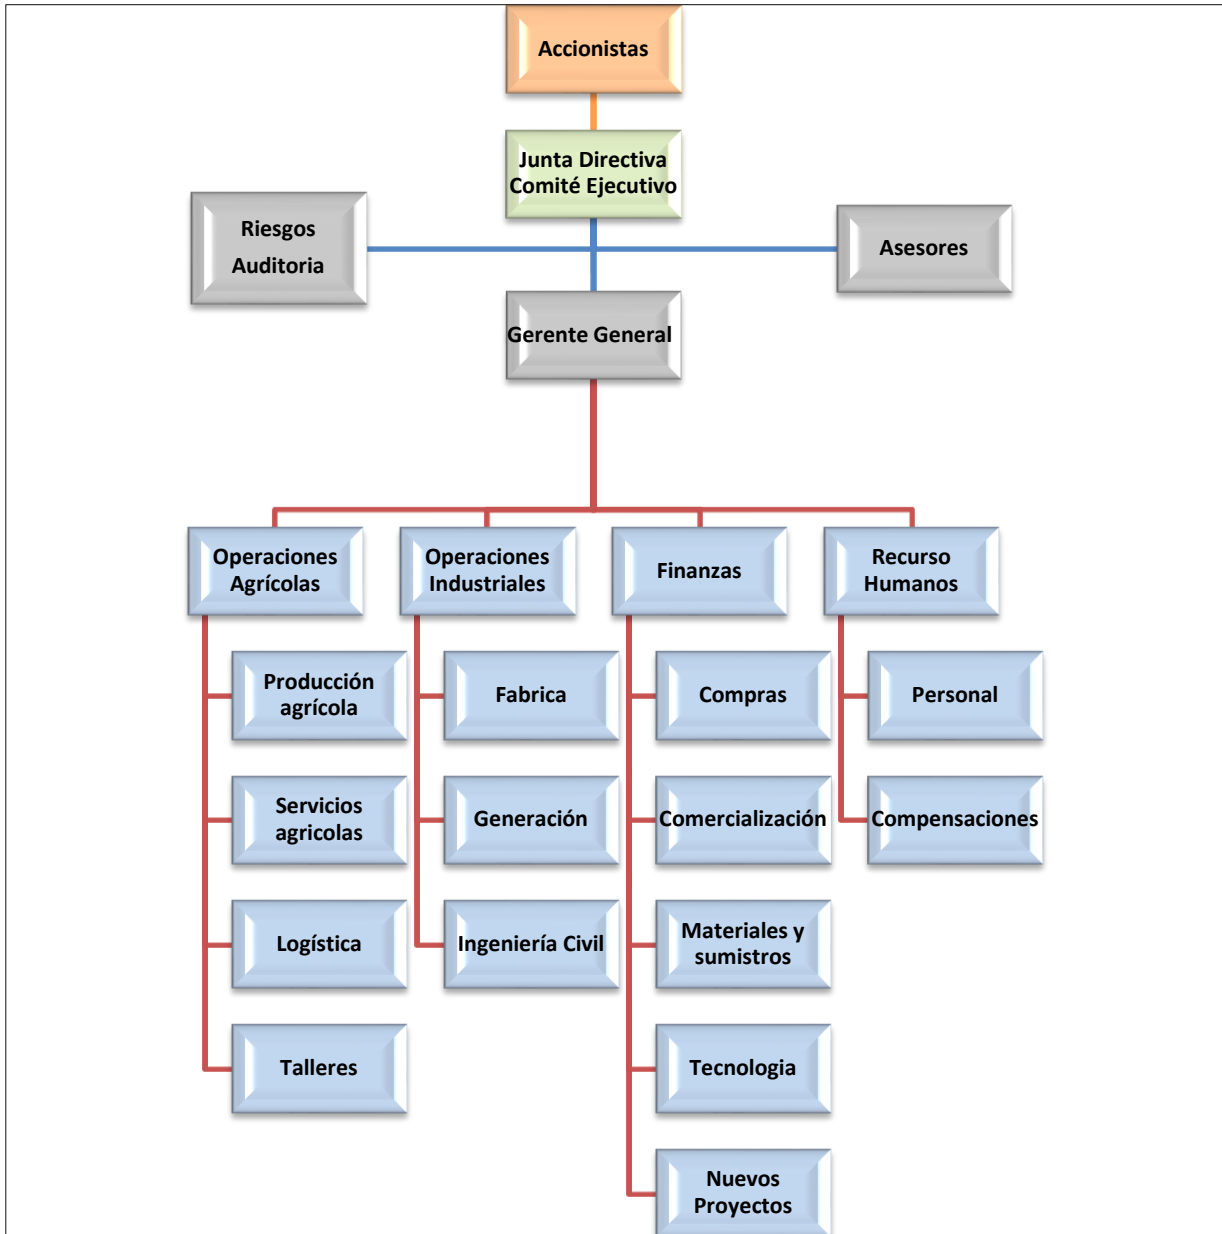 Accionistas
Junta Directiva
Comité Ejecutivo
Riesgos
Auditoria
Asesores
Gerente General
Operaciones
Agrícolas
Operaciones
Industriales
Finanzas
Recurso
Humanos
Producción
agrícola
Fabrica
Compras
Personal
Servicios
agricolas
Generación
Comercialización
Compensaciones
Logística
Ingeniería Civil
Materiales y
sumistros
Talleres
Tecnologia
Nuevos
Proyectos